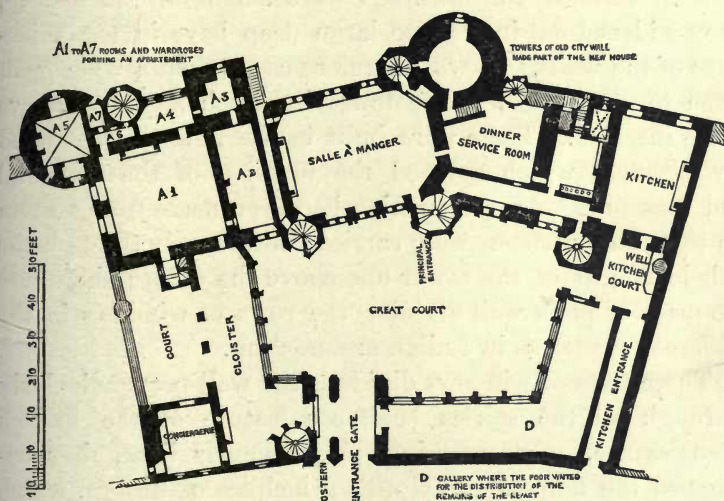 A1 TO A7 ROOMS AND WARDROBES
FORMING AN APPARTEMENT
TOWERS OF OLD CITY WALL
MADE PART OF THE NEW HOUSE
A5
A7
A6
A4
A3
A1
A2
SALLE À MANGER
DINNER
SERVICE ROOM
KITCHEN
PRINCIPAL
ENTRANCE
WELL
KITCHEN
COURT
GREAT COURT
COURT
CLOISTER
CONCIERGERIE
KITCHEN ENTRANCE
D
POSTERN
ENTRANCE GATE
10
0
10
20
30
40
50 FEET
D GALLERY WHERE THE POOR WAITED
FOR THE DISTRIBUTION OF THE
REMAINS OF THE FEAST